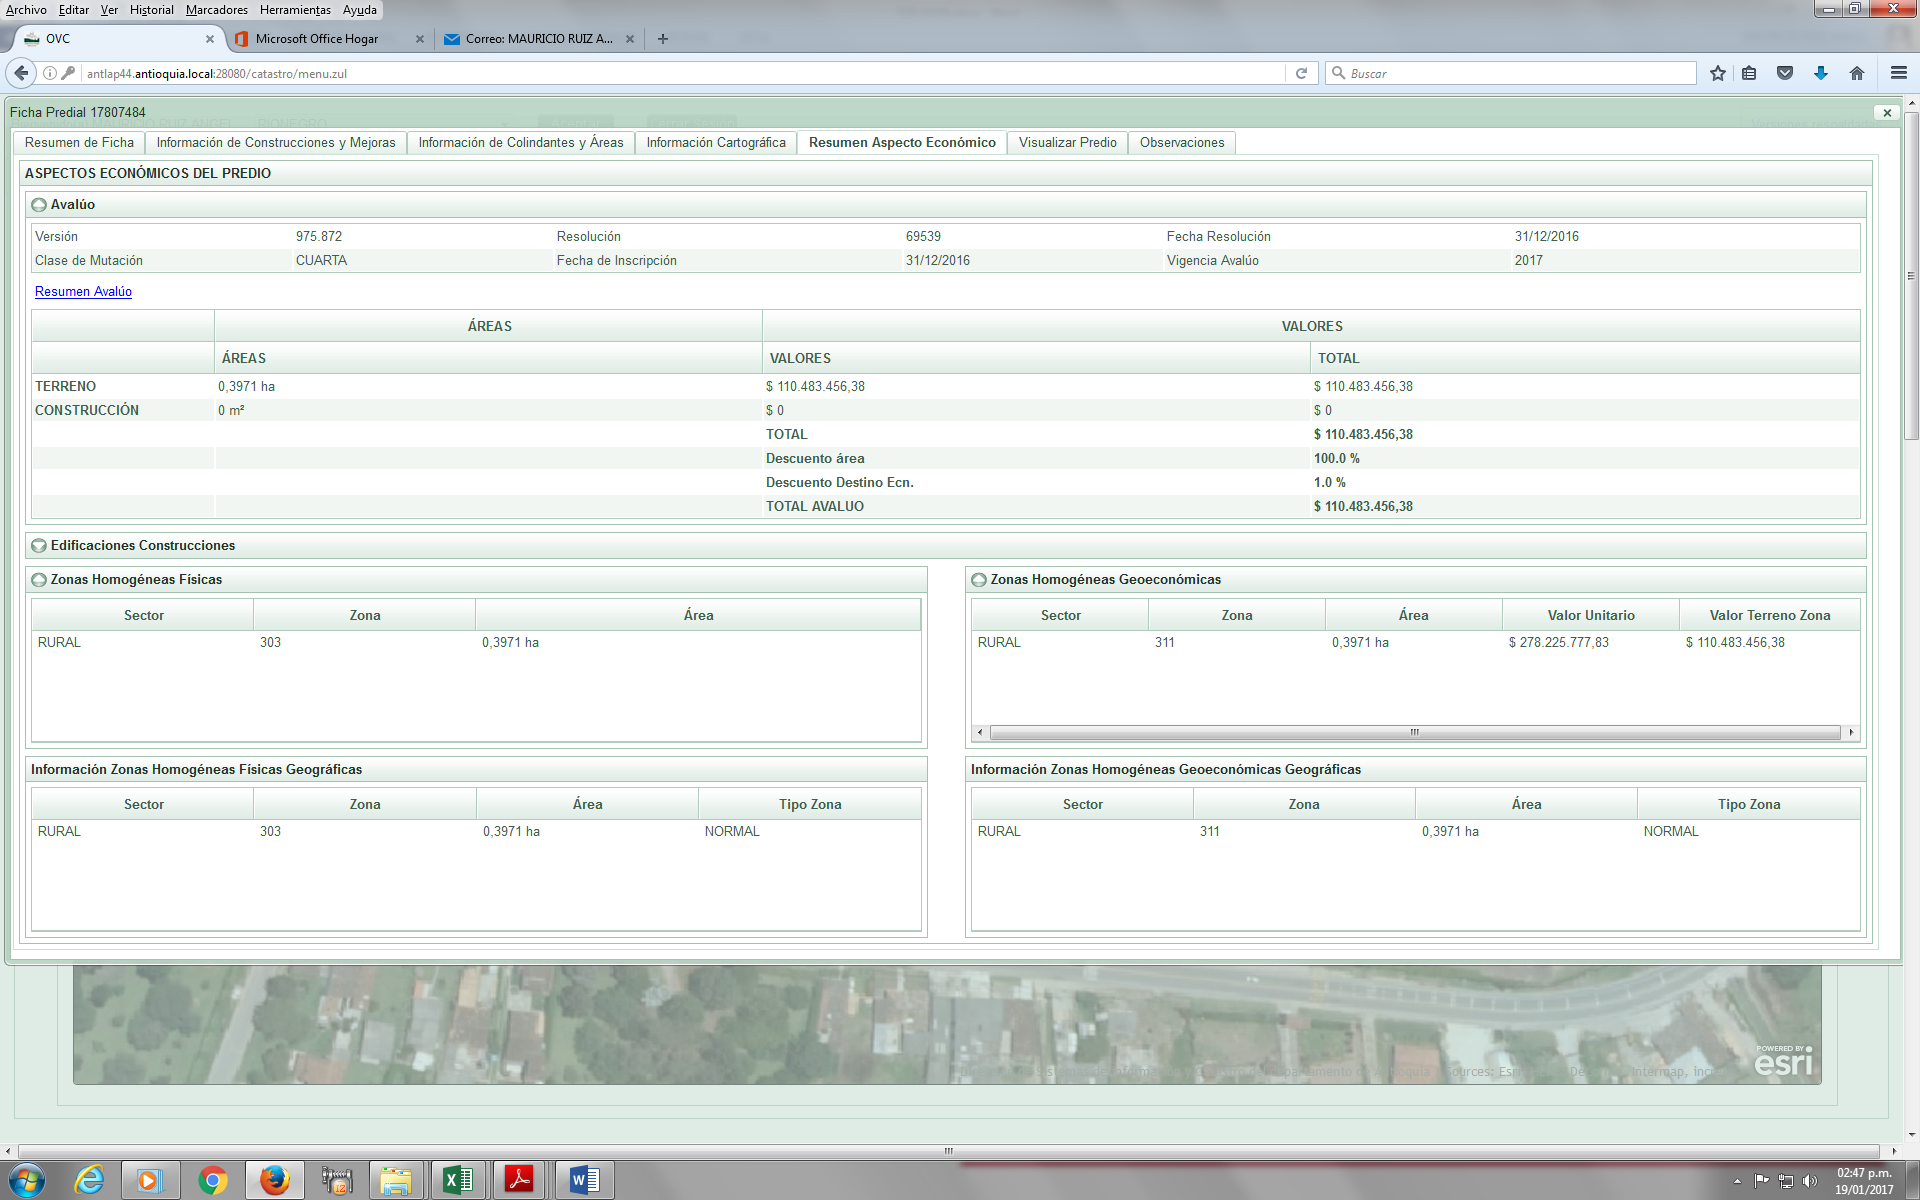 Archivo Editar Ver Historial Marcadores Herramientas Ayuda
OVC
Microsoft Office Hogar
Correo: MAURICIO RUIZ A...
antlap44.antioquia.local:28080/catastro/menu.zul
Buscar
Ficha Predial 17807484
Resumen de Ficha
Información de Construcciones y Mejoras
Información de Colindantes y Áreas
Información Cartográfica
Resumen Aspecto Económico
Visualizar Predio
Observaciones
ASPECTOS ECONÓMICOS DEL PREDIO
Avalúo
Versión 975.872 Resolución 69539 Fecha Resolución 31/12/2016
Clase de Mutación CUARTA Fecha de Inscripción 31/12/2016 Vigencia Avalúo 2017
Resumen Avalúo
ÁREAS VALORES
ÁREAS VALORES TOTAL
TERRENO 0,3971 ha $ 110.483.456,38 $ 110.483.456,38
CONSTRUCCIÓN 0 m² $ 0 $ 0
TOTAL $ 110.483.456,38
Descuento área 100.0 %
Descuento Destino Ecn. 1.0 %
TOTAL AVALUO $ 110.483.456,38
Edificaciones Construcciones
Zonas Homogéneas Físicas
Sector Zona Área
RURAL 303 0,3971 ha
Zonas Homogéneas Geoeconómicas
Sector Zona Área Valor Unitario Valor Terreno Zona
RURAL 311 0,3971 ha $ 278.225.777,83 $ 110.483.456,38
Información Zonas Homogéneas Físicas Geográficas
Sector Zona Área Tipo Zona
RURAL 303 0,3971 ha NORMAL
Información Zonas Homogéneas Geoeconómicas Geográficas
Sector Zona Área Tipo Zona
RURAL 311 0,3971 ha NORMAL
POWERED BY
esri
02:47 p.m.
19/01/2017